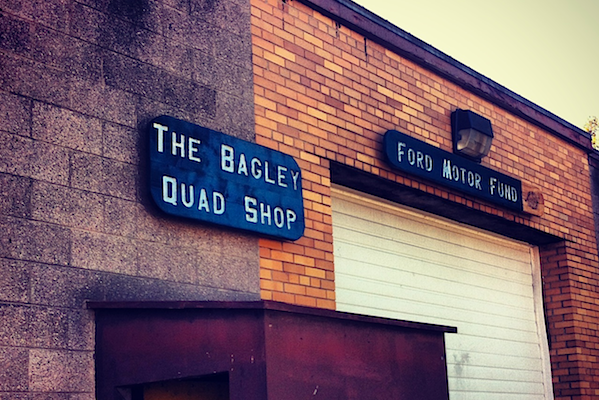 The Bagley
Quad Shop
Ford Motor Fund